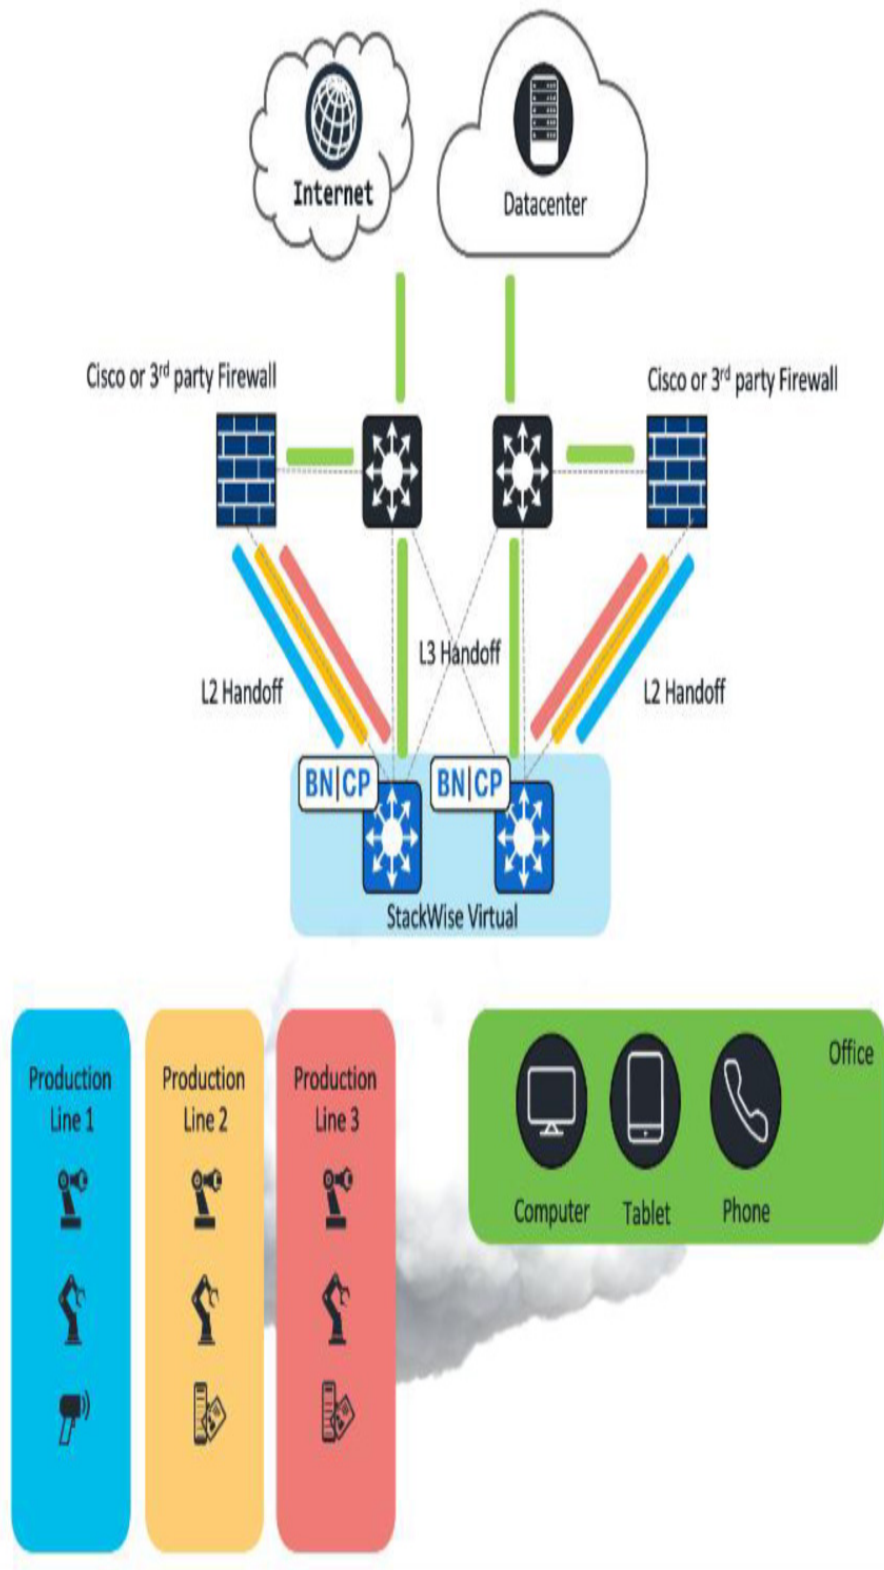 Internet
Datacenter
Cisco or 3rd party Firewall
Cisco or 3rd party Firewall
L3 Handoff
L2 Handoff
L2 Handoff
BN|CP
BN|CP
StackWise Virtual
Production
Line 1
Production
Line 2
Production
Line 3
Office
Computer
Tablet
Phone